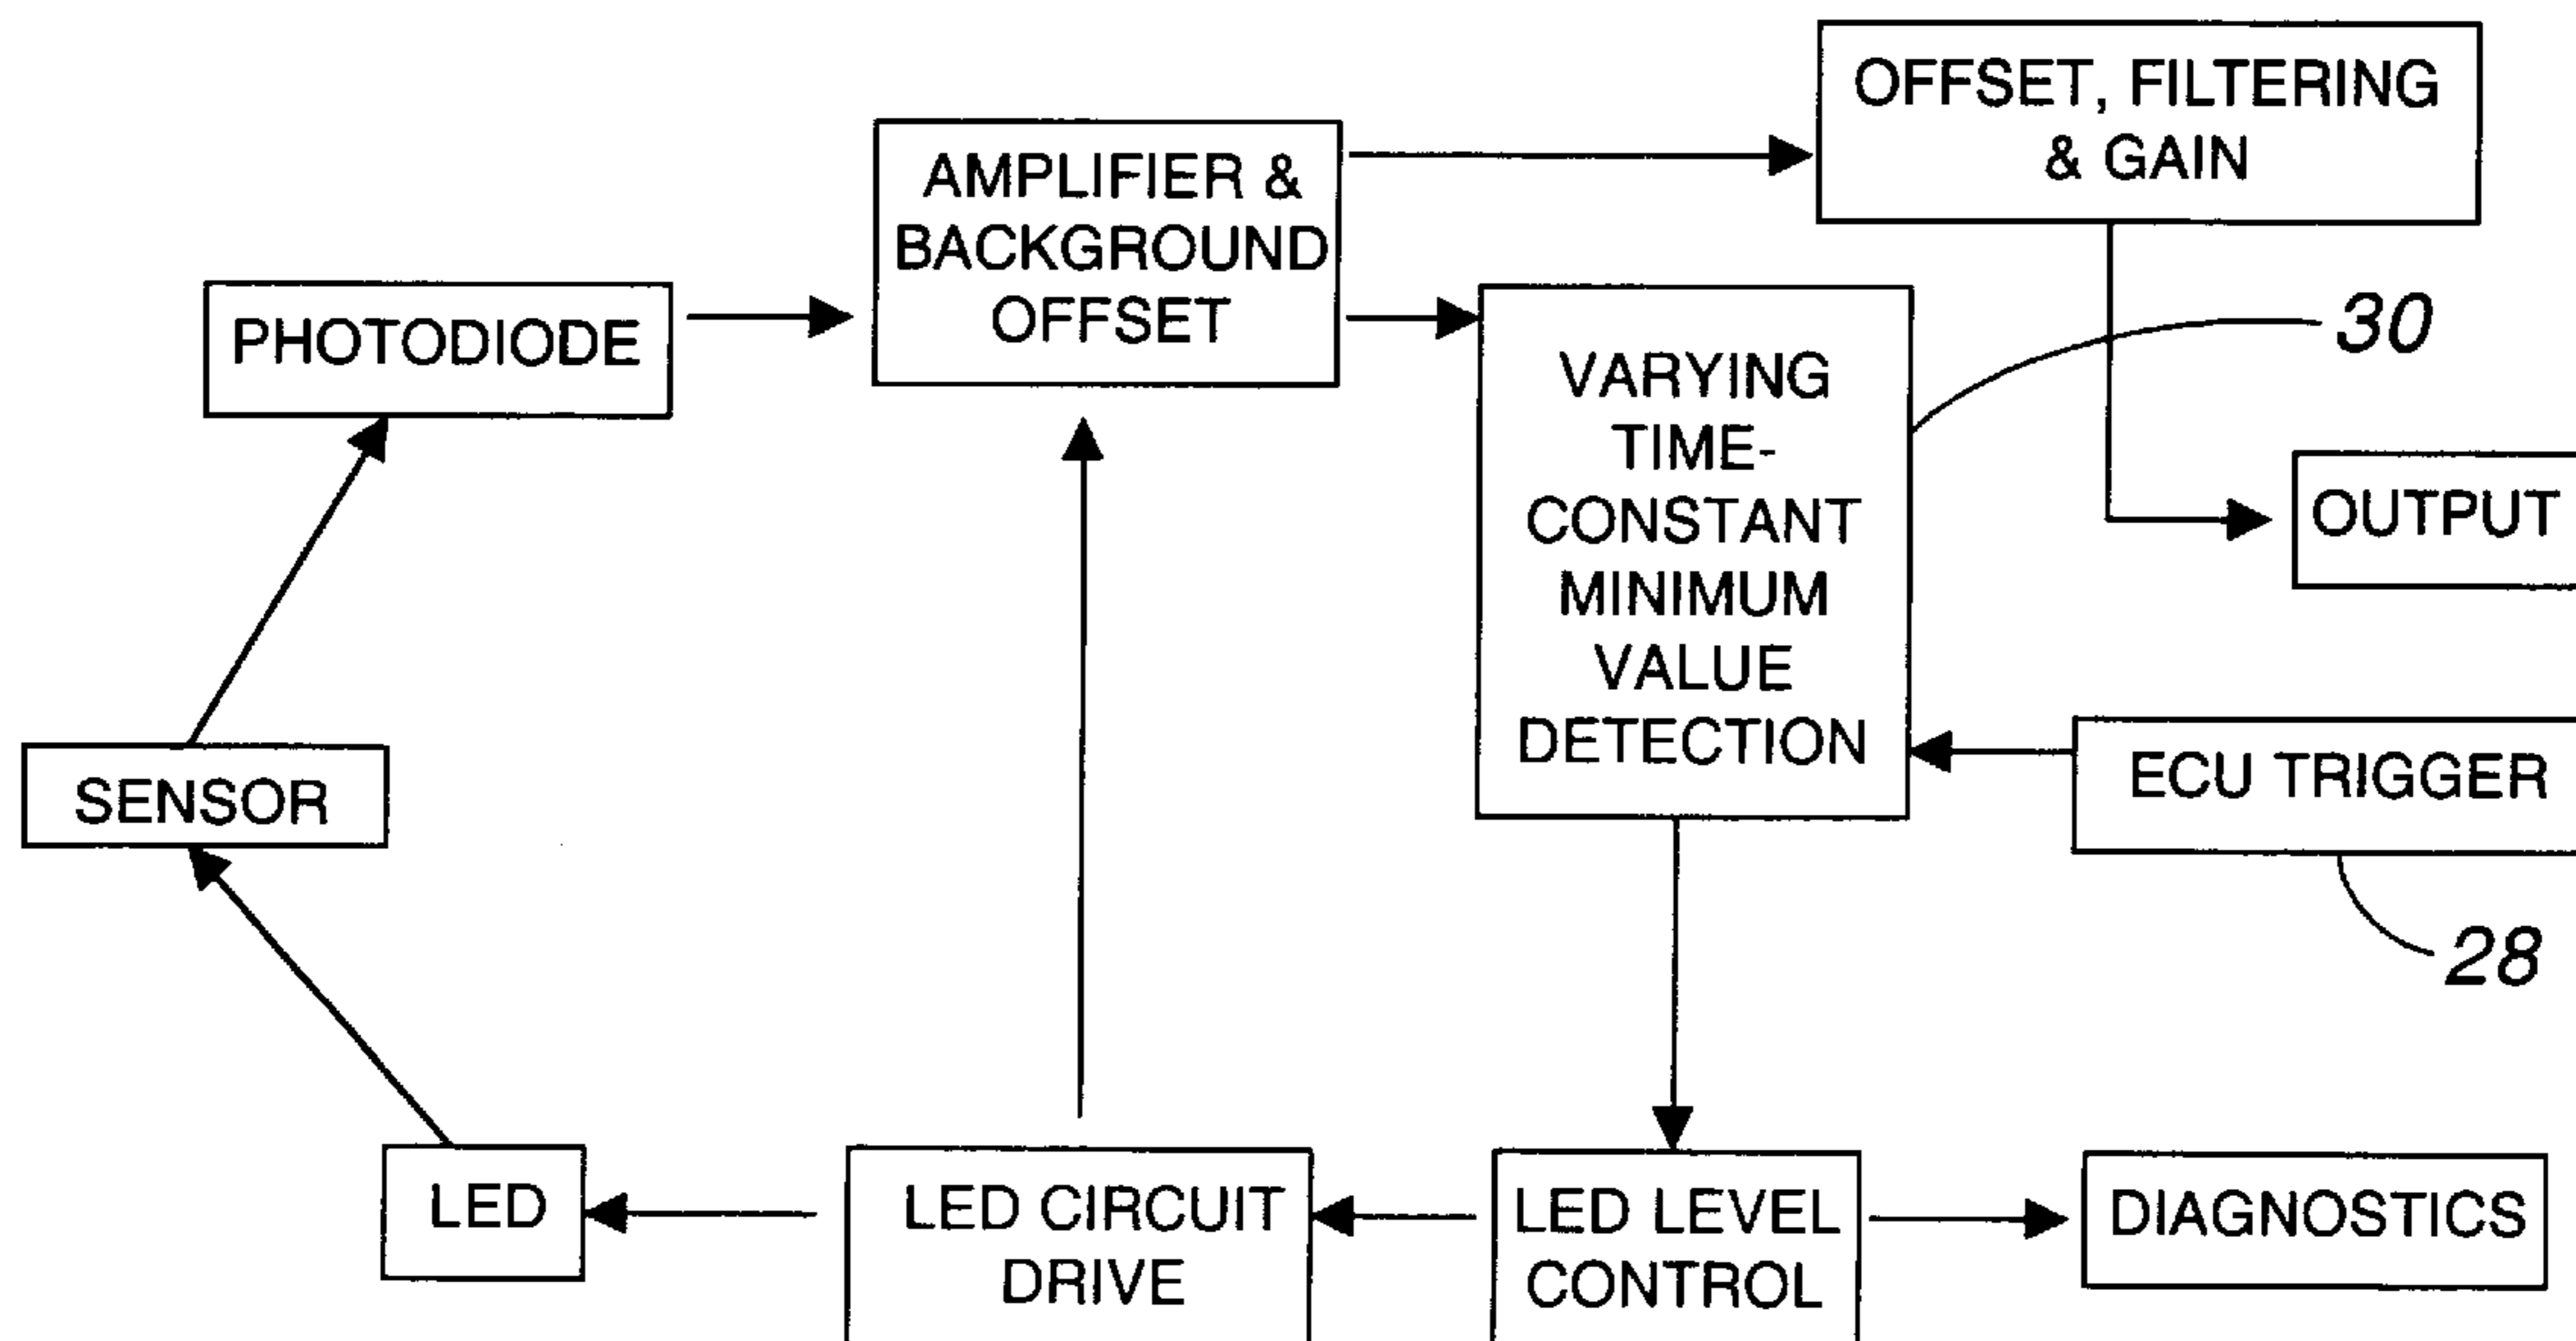 OFFSET, FILTERING
& GAIN
AMPLIFIER &
BACKGROUND
OFFSET
PHOTODIODE
30
VARYING
TIME-
CONSTANT
MINIMUM
VALUE
DETECTION
OUTPUT
SENSOR
ECU TRIGGER
28
LED
LED CIRCUIT
DRIVE
LED LEVEL
CONTROL
DIAGNOSTICS